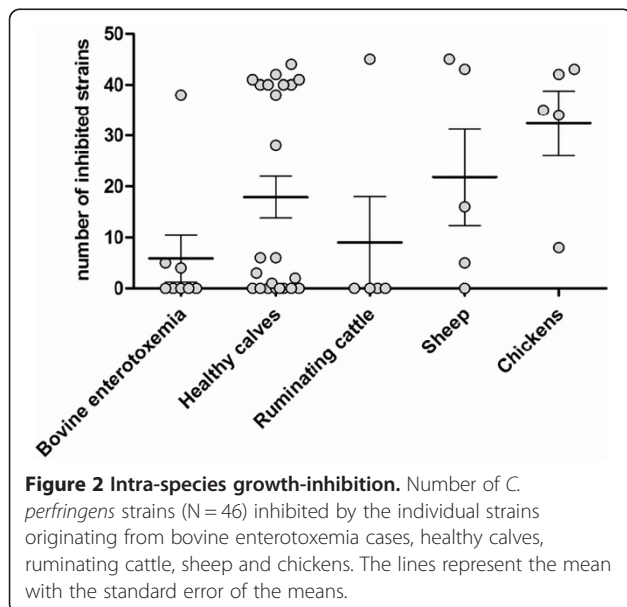 50
40
30
20
10
0
number of inhibited strains
Bovine enterotoxemia
Healthy calves
Ruminating cattle
Sheep
Chickens
Figure 2 Intra-species growth-inhibition. Number of C.
perfringens strains (N = 46) inhibited by the individual strains
originating from bovine enterotoxemia cases, healthy calves,
ruminating cattle, sheep and chickens. The lines represent the mean
with the standard error of the means.